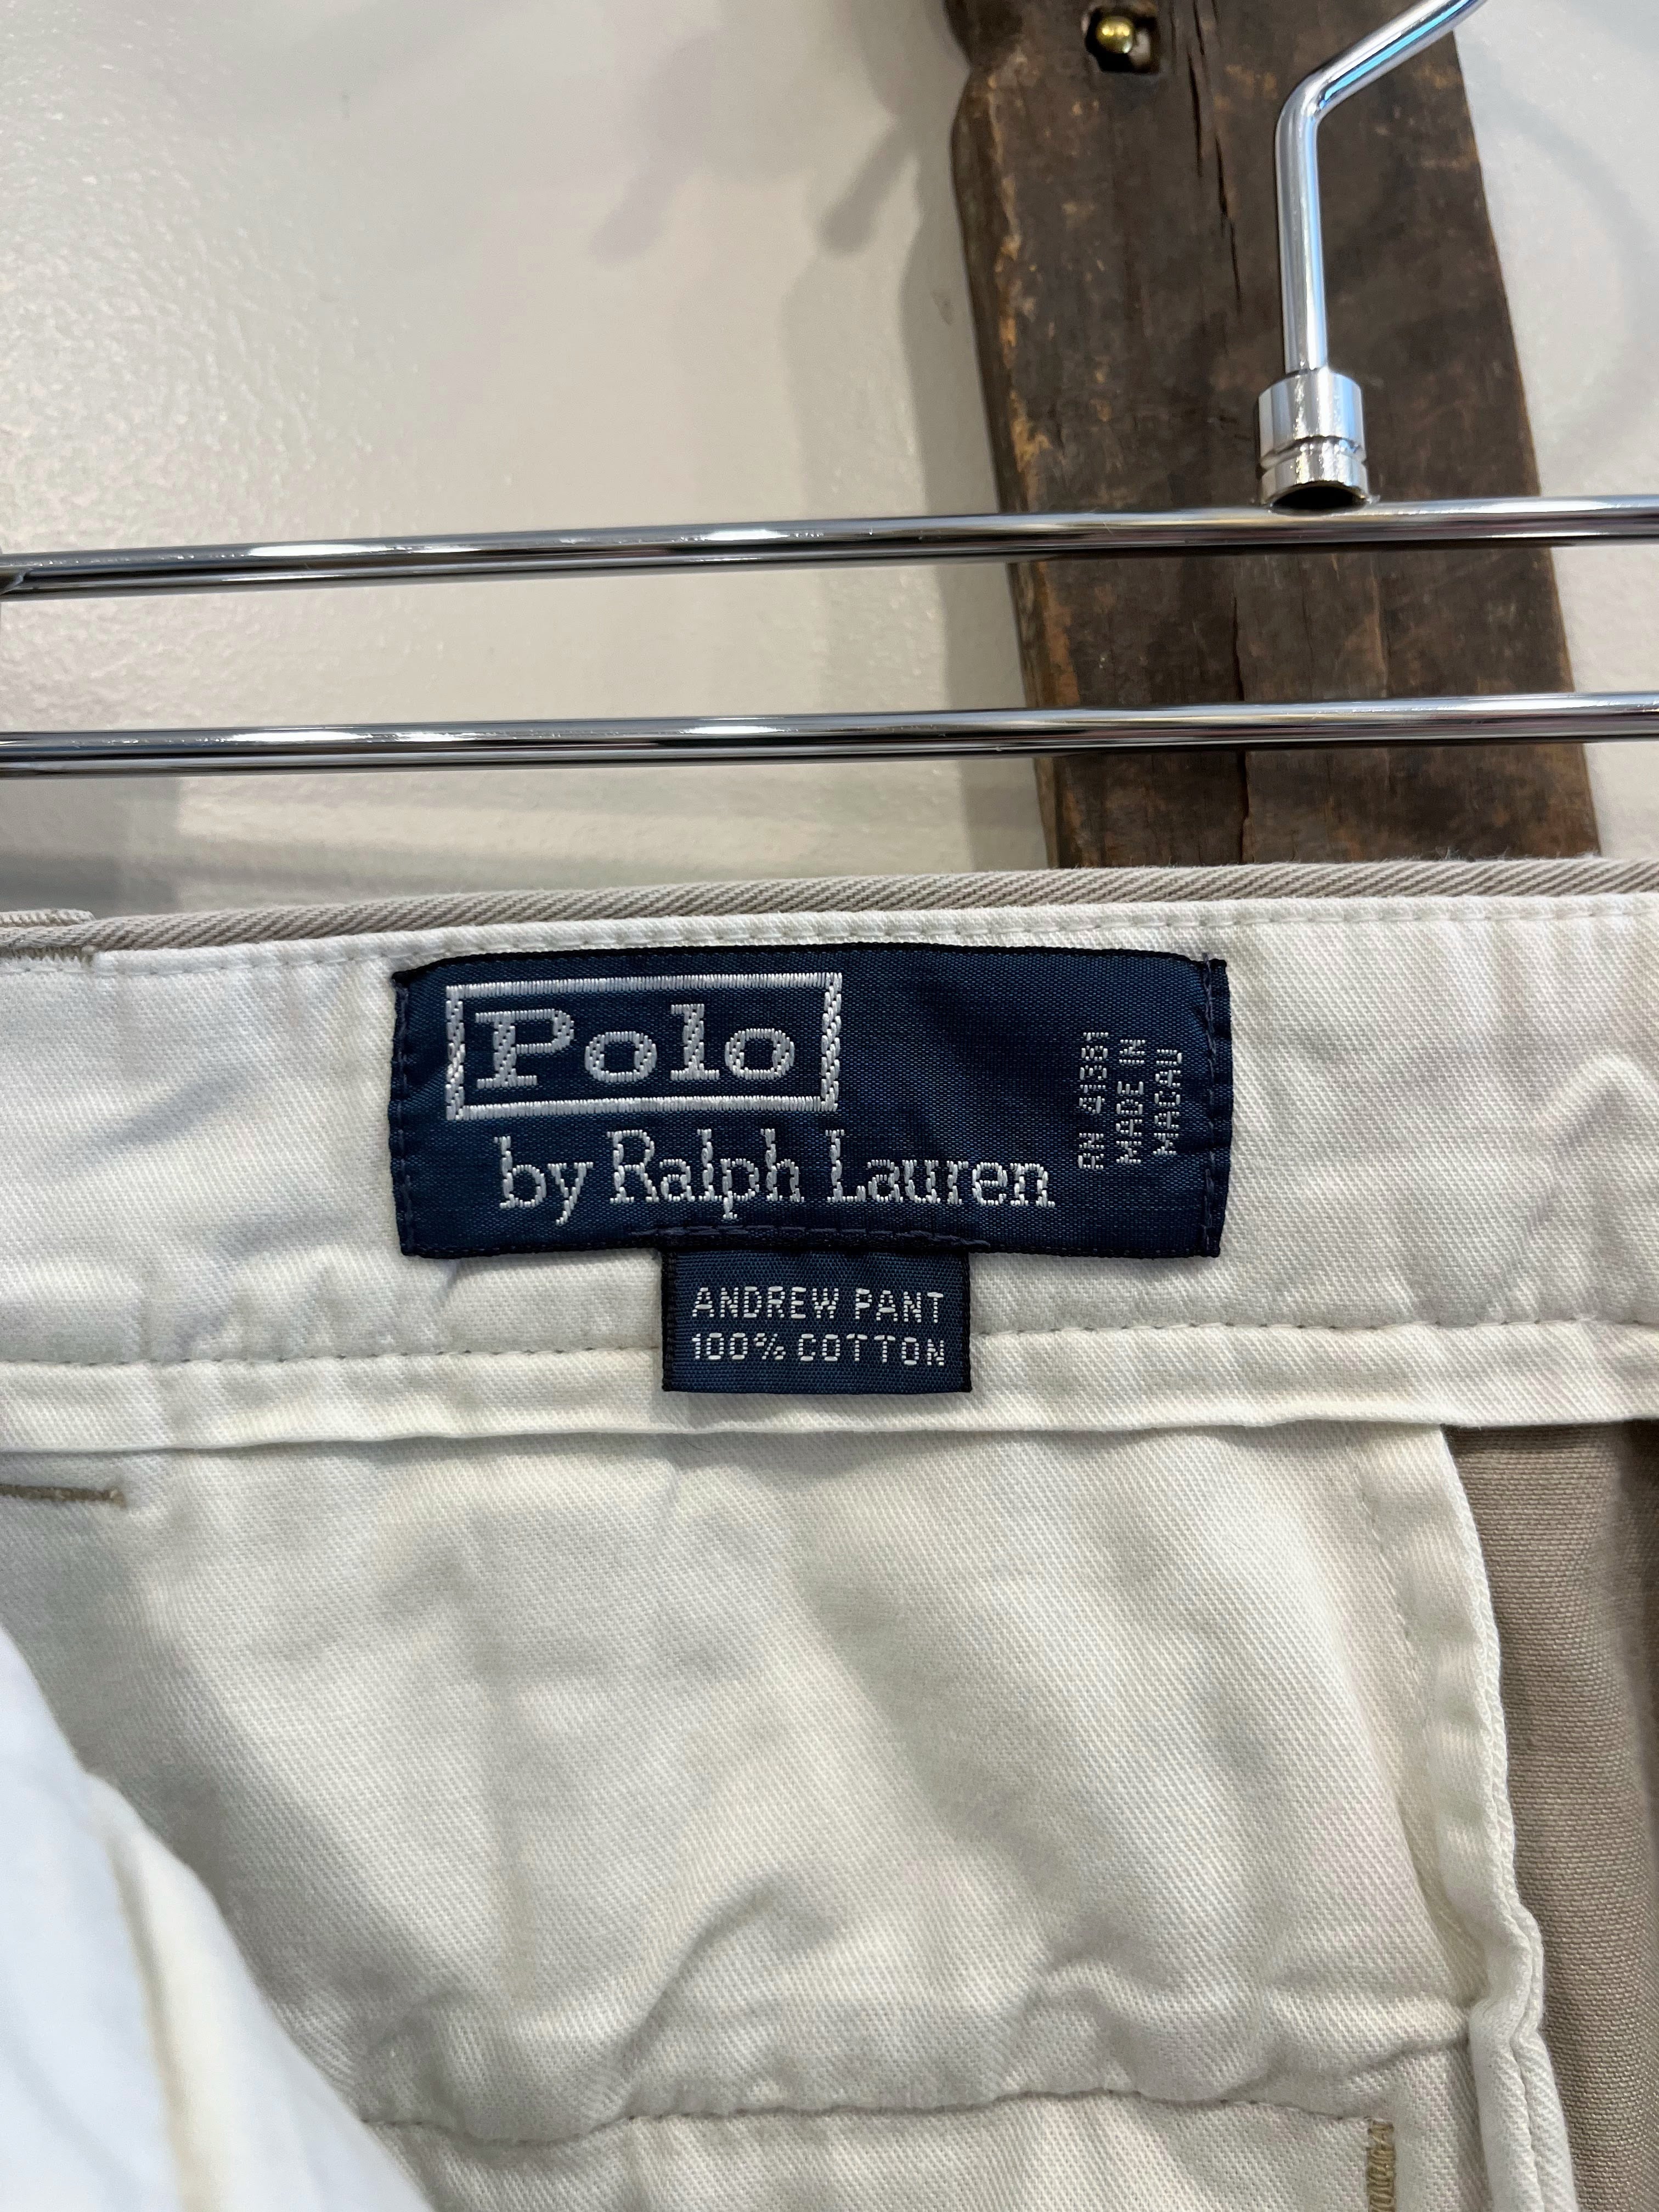 Polo
by Ralph Lauren
RN 41381
MADE IN
MACAU
ANDREW PANT
100% COTTON